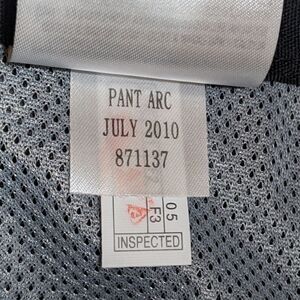 PANT ARC
JULY 2010
871137
05
F3
INSPECTED